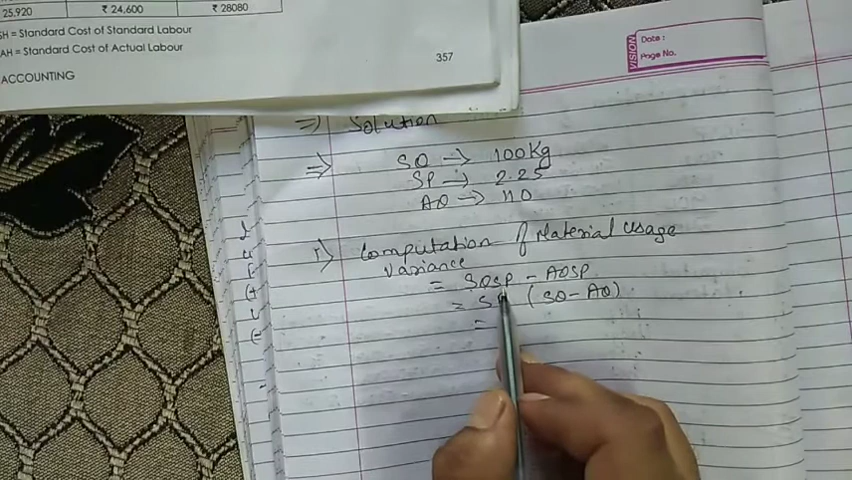 25,920 ₹ 24,600 ₹ 28080
SH = Standard Cost of Standard Labour
AH = Standard Cost of Actual Labour
ACCOUNTING
357
VISION
Date :
Page No.
=) Solution
=> SQ → 100Kg
SP → 2.25
AQ → 110
1) Computation of Material Usage
Variance
= SQSP - AQSP
= SP (SQ - AQ)
=